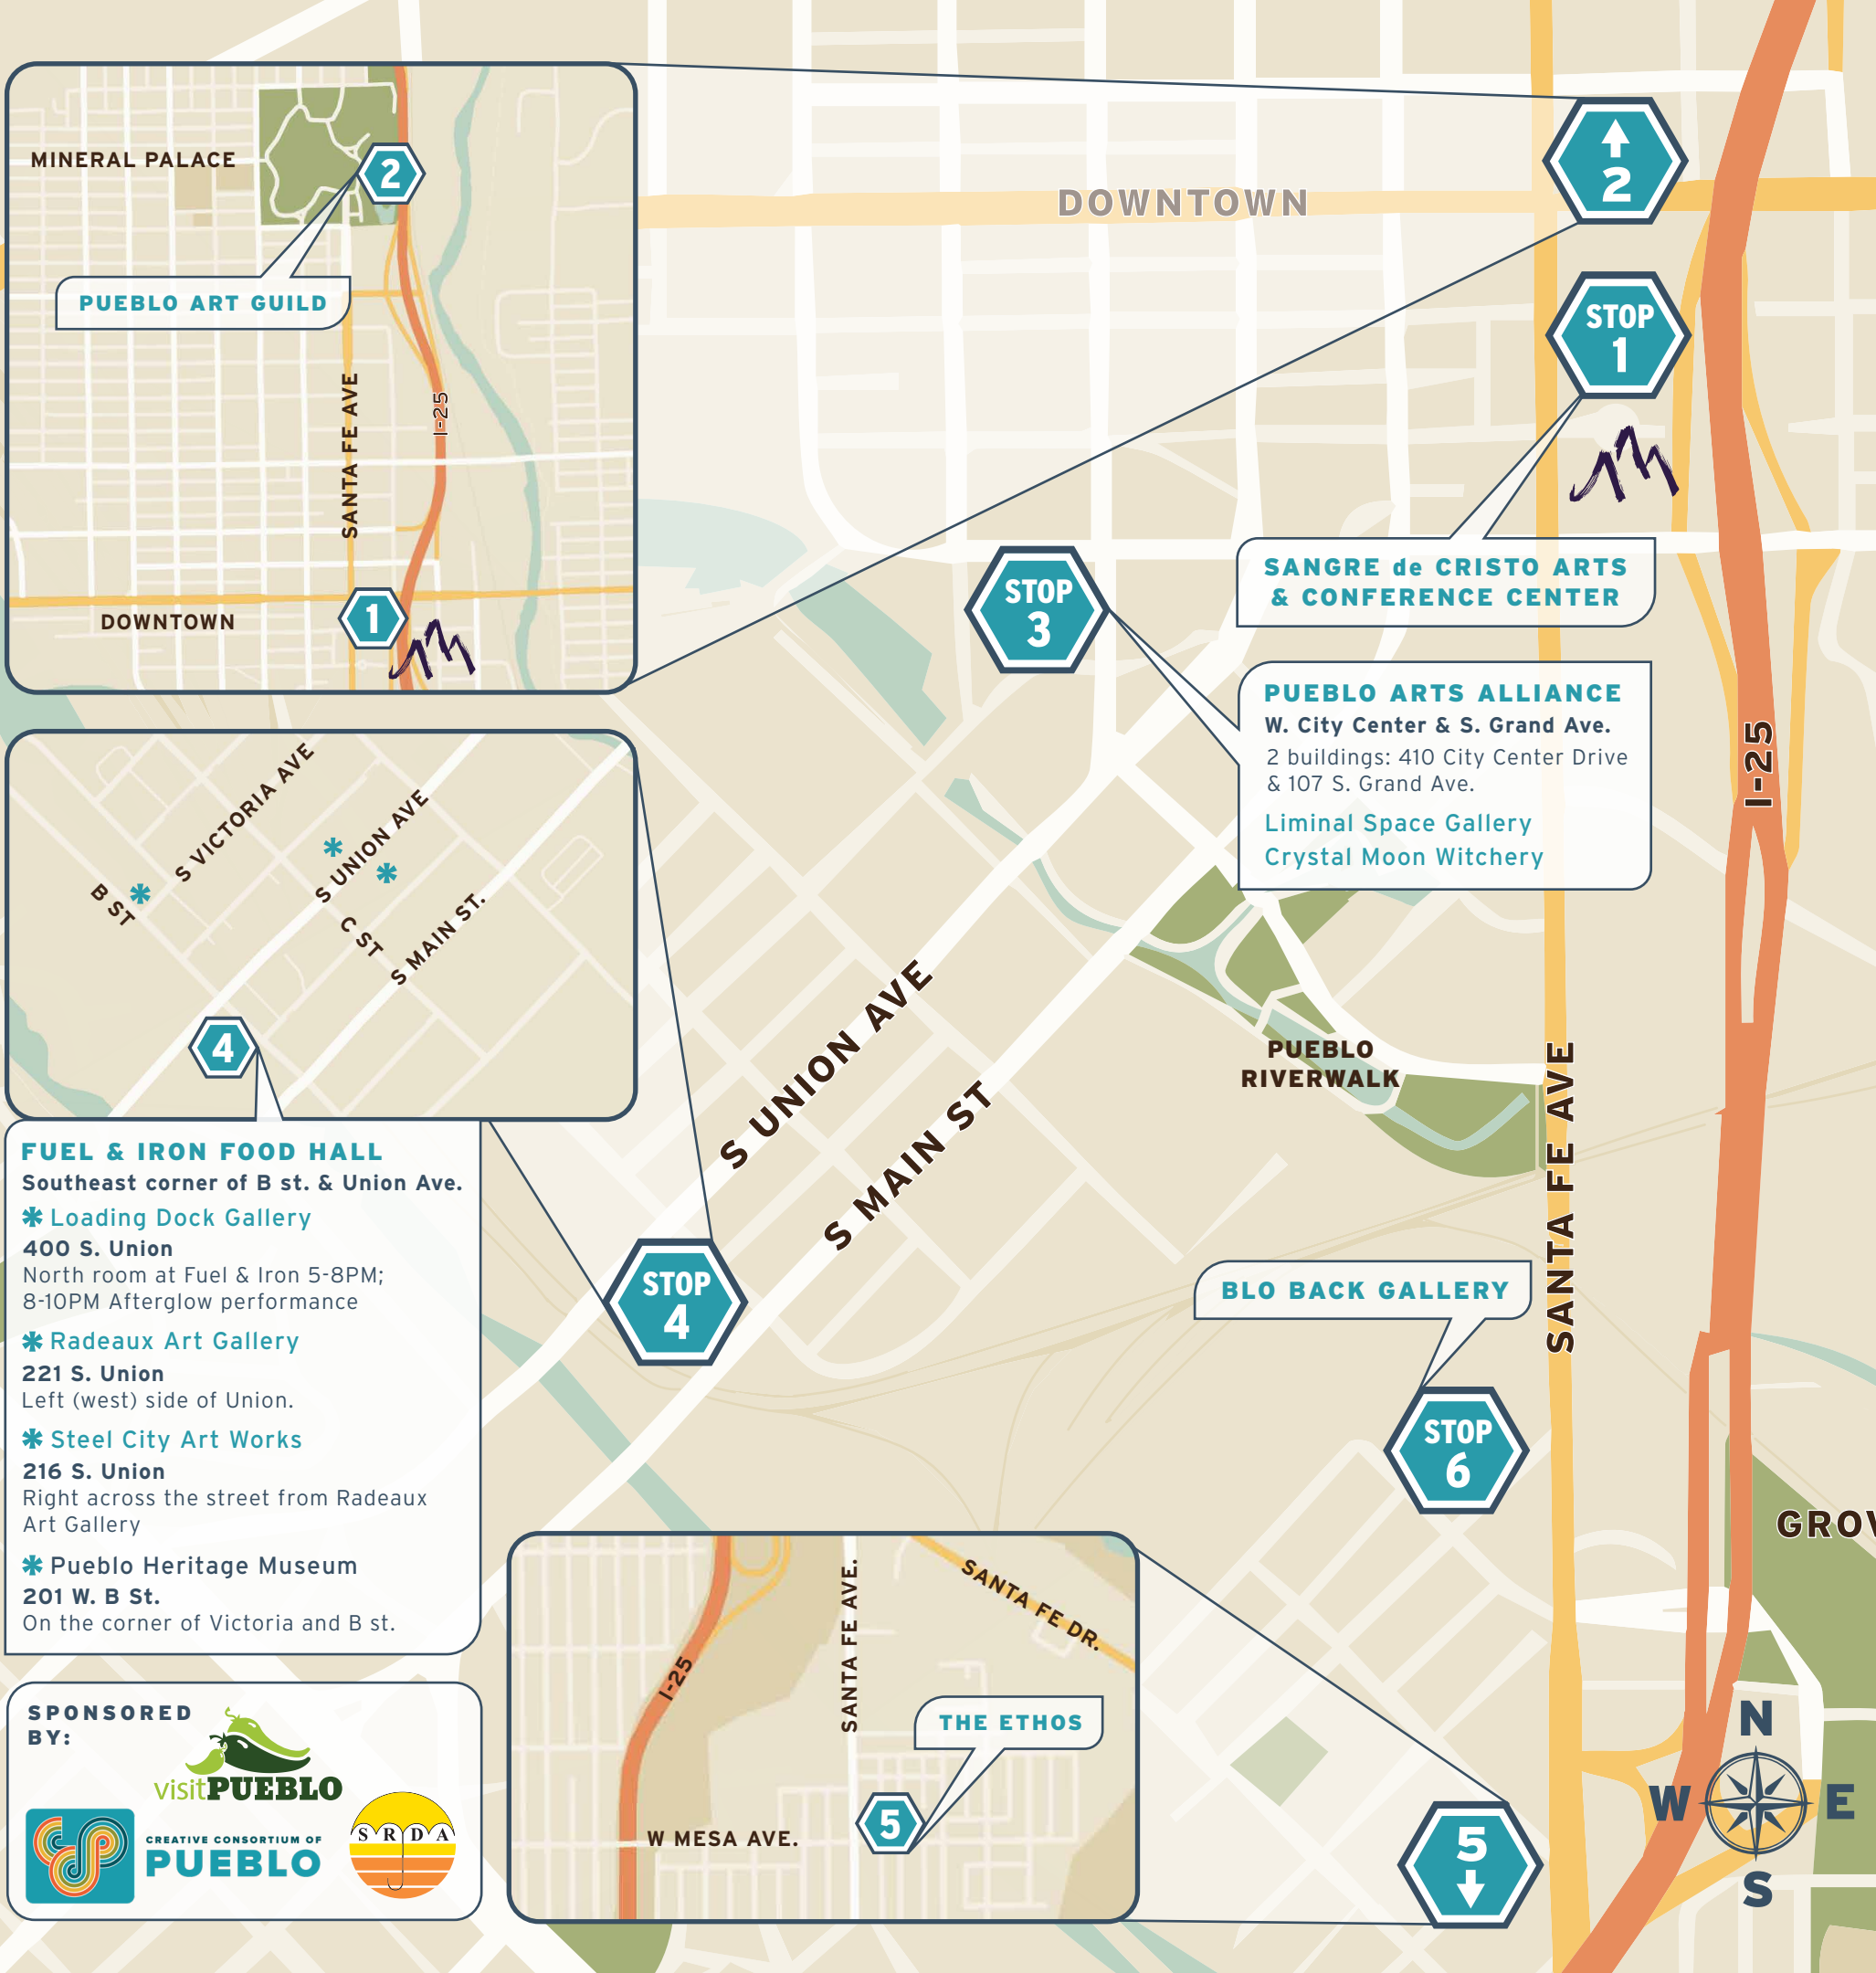 MINERAL PALACE
2
PUEBLO ART GUILD
SANTA FE AVE
I-25
1
DOWNTOWN
DOWNTOWN
2
STOP
1
SANGRE de CRISTO ARTS
& CONFERENCE CENTER
STOP
3
PUEBLO ARTS ALLIANCE
W. City Center & S. Grand Ave.
2 buildings: 410 City Center Drive
& 107 S. Grand Ave.
Liminal Space Gallery
Crystal Moon Witchery
I-25
S VICTORIA AVE
S UNION AVE
B ST
C ST
S MAIN ST.
4
S UNION AVE
S MAIN ST
PUEBLO
RIVERWALK
SANTA FE AVE
FUEL & IRON FOOD HALL
Southeast corner of B st. & Union Ave.
* Loading Dock Gallery
400 S. Union
North room at Fuel & Iron 5-8PM;
8-10PM Afterglow performance
* Radeaux Art Gallery
221 S. Union
Left (west) side of Union.
* Steel City Art Works
216 S. Union
Right across the street from Radeaux
Art Gallery
* Pueblo Heritage Museum
201 W. B St.
On the corner of Victoria and B st.
STOP
4
BLO BACK GALLERY
STOP
6
GROV
I-25
SANTA FE AVE.
SANTA FE DR.
THE ETHOS
5
W MESA AVE.
5
N
W
E
S
SPONSORED
BY:
visitPUEBLO
CREATIVE CONSORTIUM OF
PUEBLO
SRDA